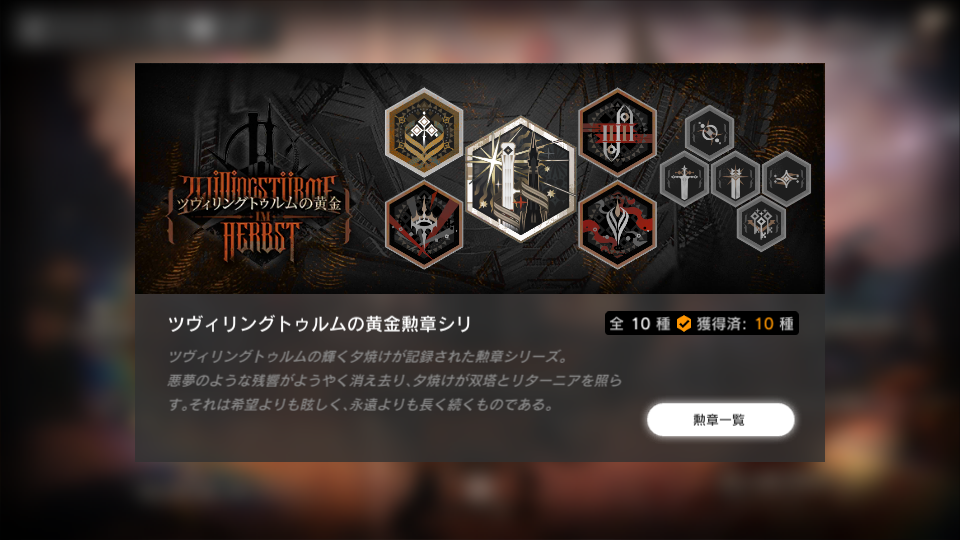 ZWILLINGSTÜRME
ツヴィリングトゥルムの黄金
IN
HERBST
ツヴィリングトゥルムの黄金勲章シリ
全 10 種 獲得済: 10 種
ツヴィリングトゥルムの輝く夕焼けが記録された勲章シリーズ。
悪夢のような残響がようやく消え去り、夕焼けが双塔とリターニアを照ら
す。それは希望よりも眩しく、永遠よりも長く続くものである。
勲章一覧